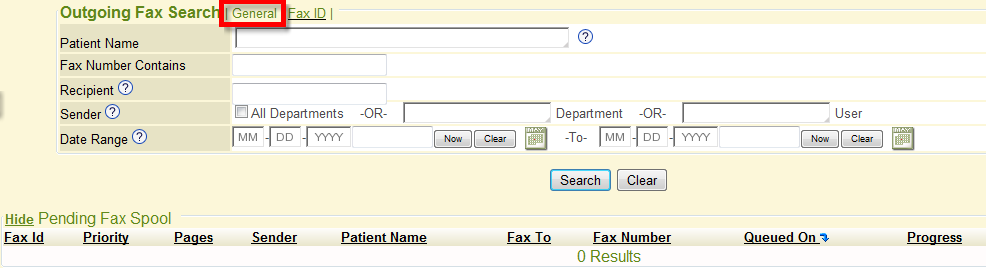 Outgoing Fax Search | General | Fax ID |
Patient Name ?
Fax Number Contains
Recipient ?
Sender ? All Departments -OR- Department -OR- User
Date Range ? MM - DD - YYYY Now Clear -To- MM - DD - YYYY Now Clear
Search Clear
Hide Pending Fax Spool
Fax Id Priority Pages Sender Patient Name Fax To Fax Number Queued On Progress
0 Results